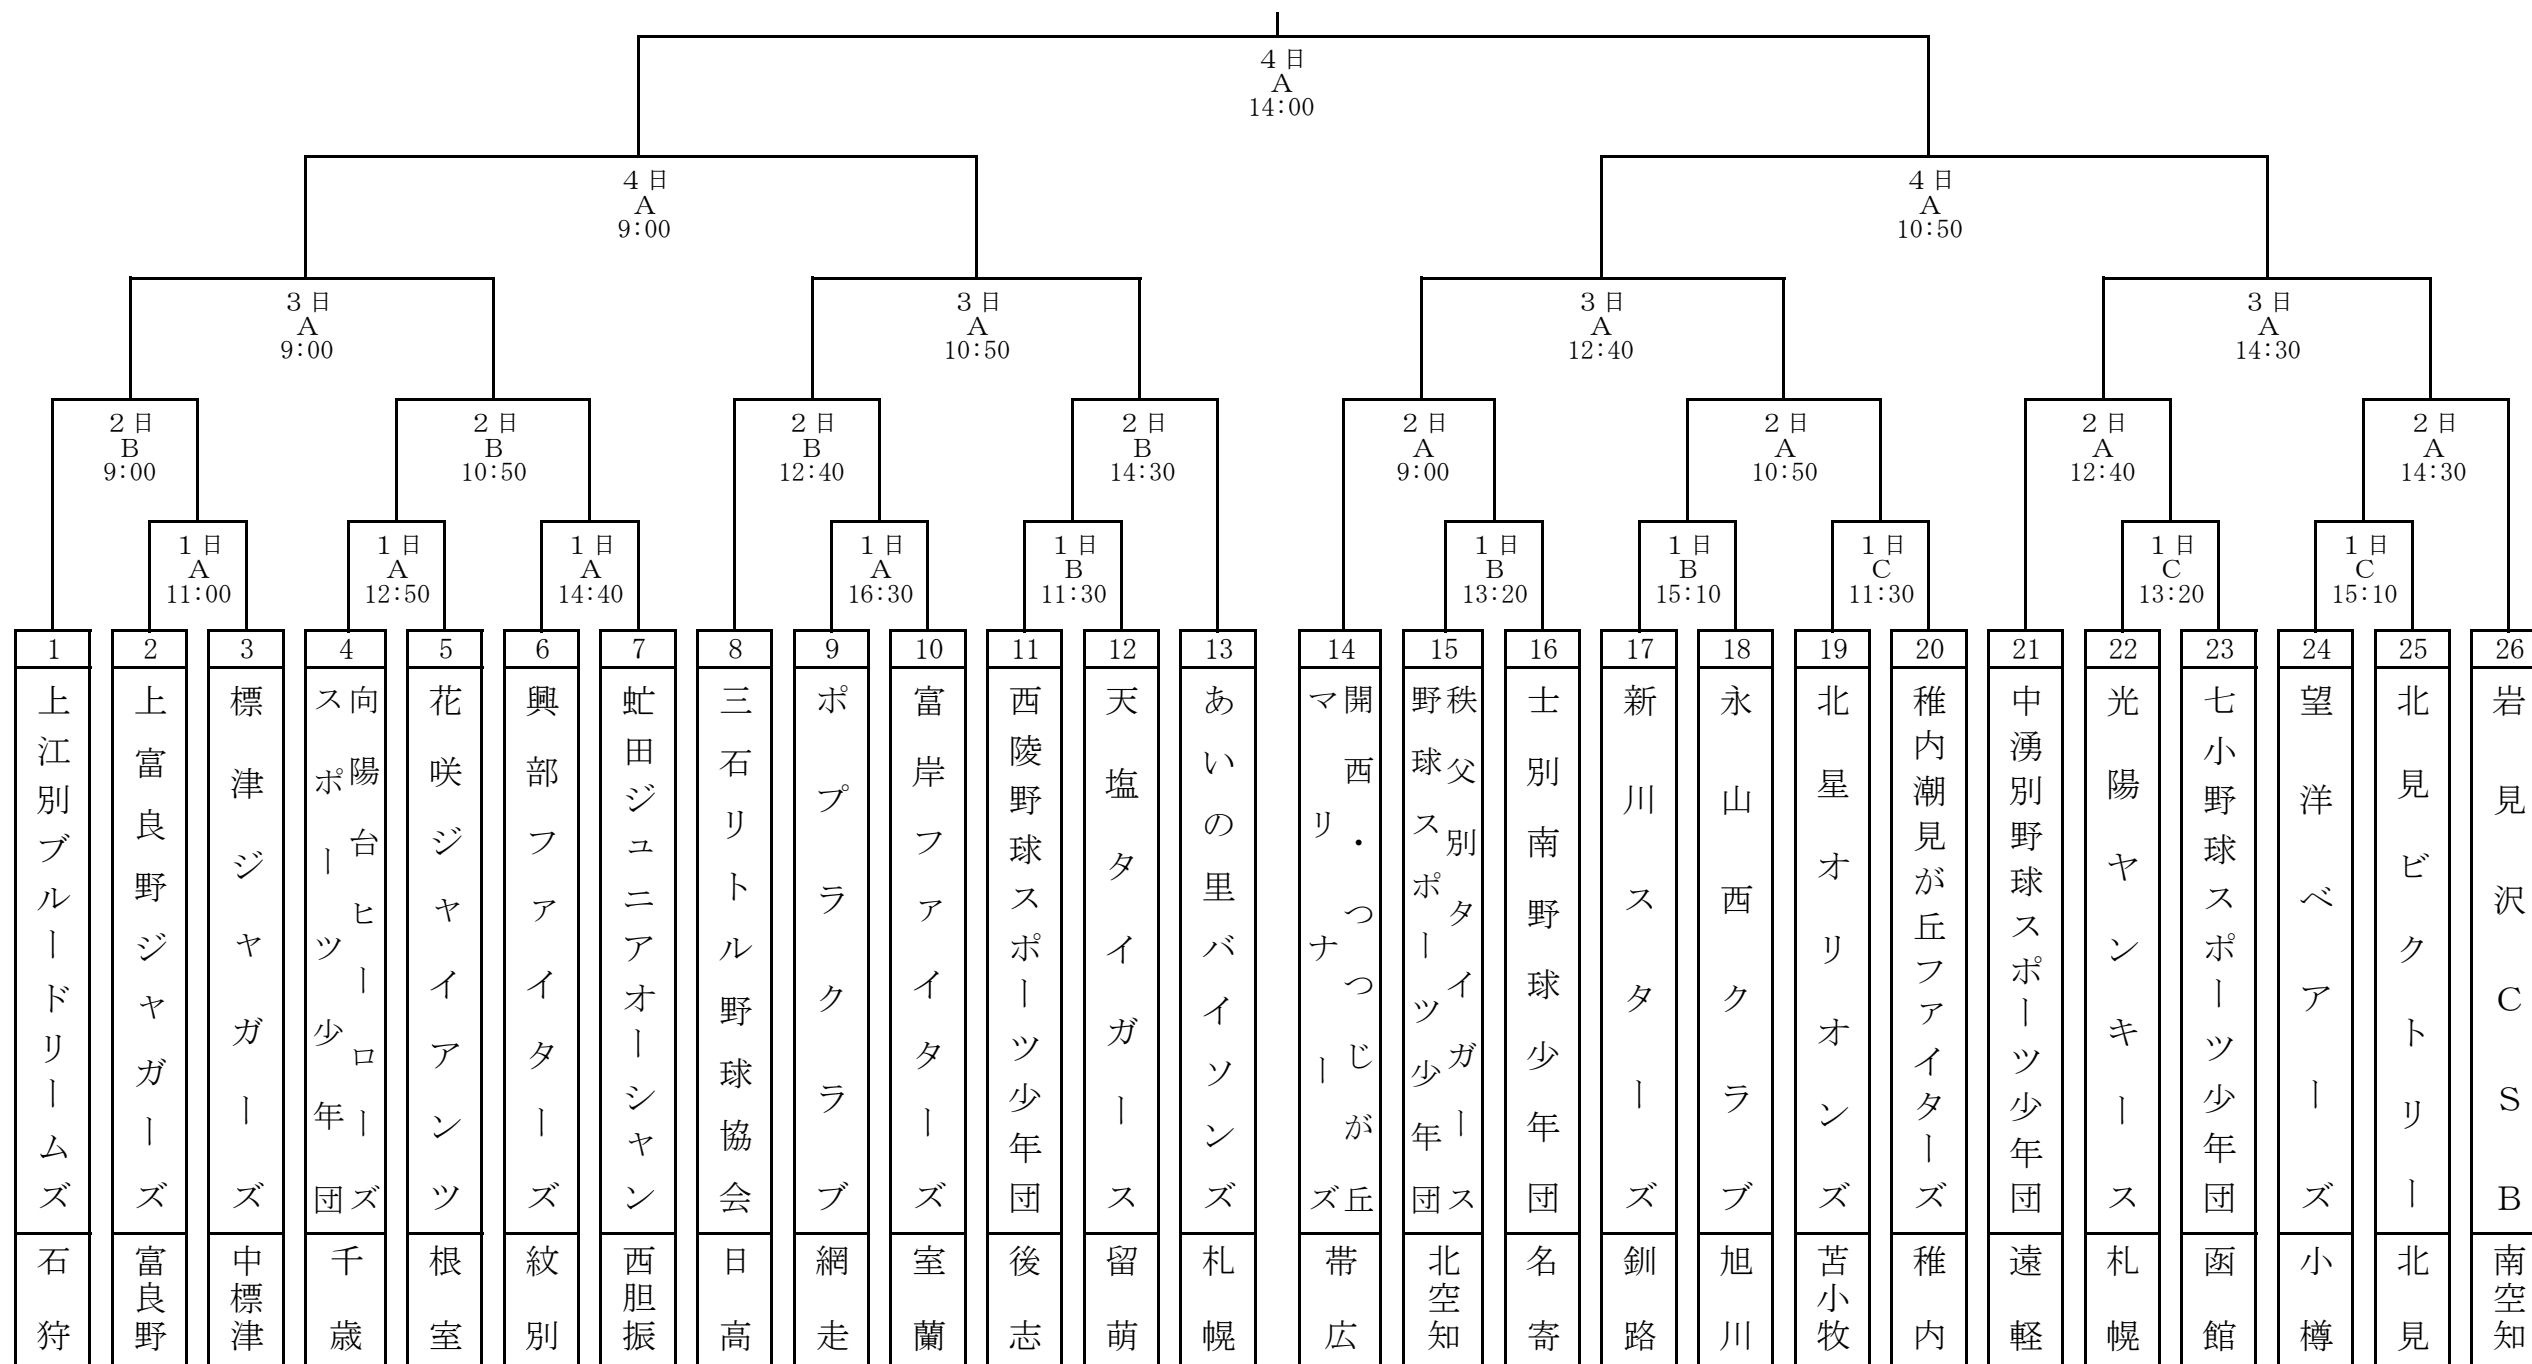 4日
A
14:00
4日
A
9:00
4日
A
10:50
3日
A
9:00
3日
A
10:50
3日
A
12:40
3日
A
14:30
2日
B
9:00
2日
B
10:50
2日
B
12:40
2日
B
14:30
2日
A
9:00
2日
A
10:50
2日
A
12:40
2日
A
14:30
1日
A
11:00
1日
A
12:50
1日
A
14:40
1日
A
16:30
1日
B
11:30
1日
B
13:20
1日
B
15:10
1日
C
11:30
1日
C
13:20
1日
C
15:10
1
上江別ブルードリームズ
石狩
2
上富良野ジャガーズ
富良野
3
標津ジャガーズ
中標津
4
向陽台ヒーローズ
スポーツ少年団
千歳
5
花咲ジャイアンツ
根室
6
興部ファイターズ
紋別
7
虻田ジュニアオーシャン
西胆振
8
三石リトル野球協会
日高
9
ポプラクラブ
網走
10
富岸ファイターズ
室蘭
11
西陵野球スポーツ少年団
後志
12
天塩タイガース
留萌
13
あいの里バイソンズ
札幌
14
開西・つつじが丘
マリナーズ
帯広
15
秩父別タイガース
野球スポーツ少年団
北空知
16
士別南野球少年団
名寄
17
新川スターズ
釧路
18
永山西クラブ
旭川
19
北星オリオンズ
苫小牧
20
稚内潮見が丘ファイターズ
稚内
21
中湧別野球スポーツ少年団
遠軽
22
光陽ヤンキース
札幌
23
七小野球スポーツ少年団
函館
24
望洋ベアーズ
小樽
25
北見ビクトリー
北見
26
岩見沢CSB
南空知